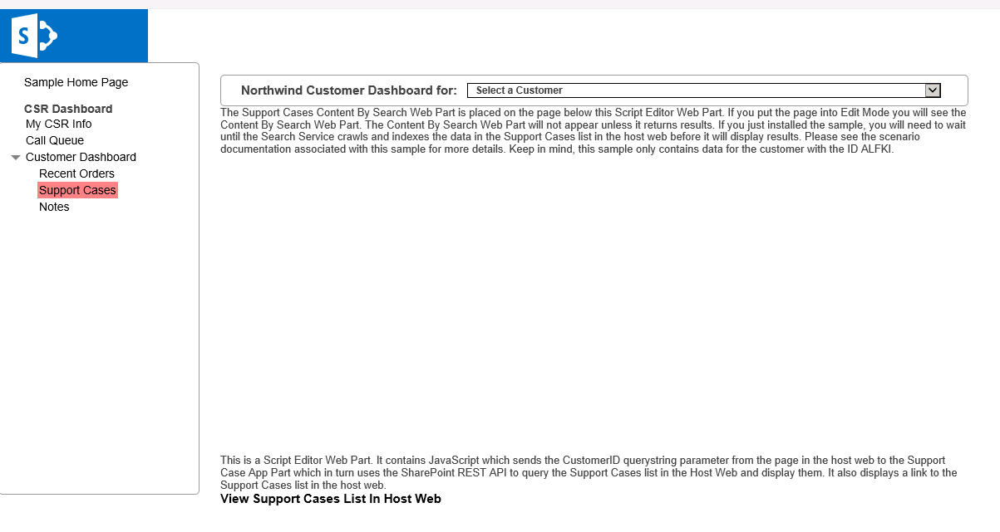 S
Sample Home Page
CSR Dashboard
My CSR Info
Call Queue
Customer Dashboard
Recent Orders
Support Cases
Notes
Northwind Customer Dashboard for: Select a Customer
The Support Cases Content By Search Web Part is placed on the page below this Script Editor Web Part. If you put the page into Edit Mode you will see the
Content By Search Web Part. The Content By Search Web Part will not appear unless it returns results. If you just installed the sample, you will need to wait
until the Search Service crawls and indexes the data in the Support Cases list in the host web before it will display results. Please see the scenario
documentation associated with this sample for more details. Keep in mind, this sample only contains data for the customer with the ID ALFKI.
This is a Script Editor Web Part. It contains JavaScript which sends the CustomerID querystring parameter from the page in the host web to the Support
Case App Part which in turn uses the SharePoint REST API to query the Support Cases list in the Host Web and display them. It also displays a link to the
Support Cases list in the host web.
View Support Cases List In Host Web